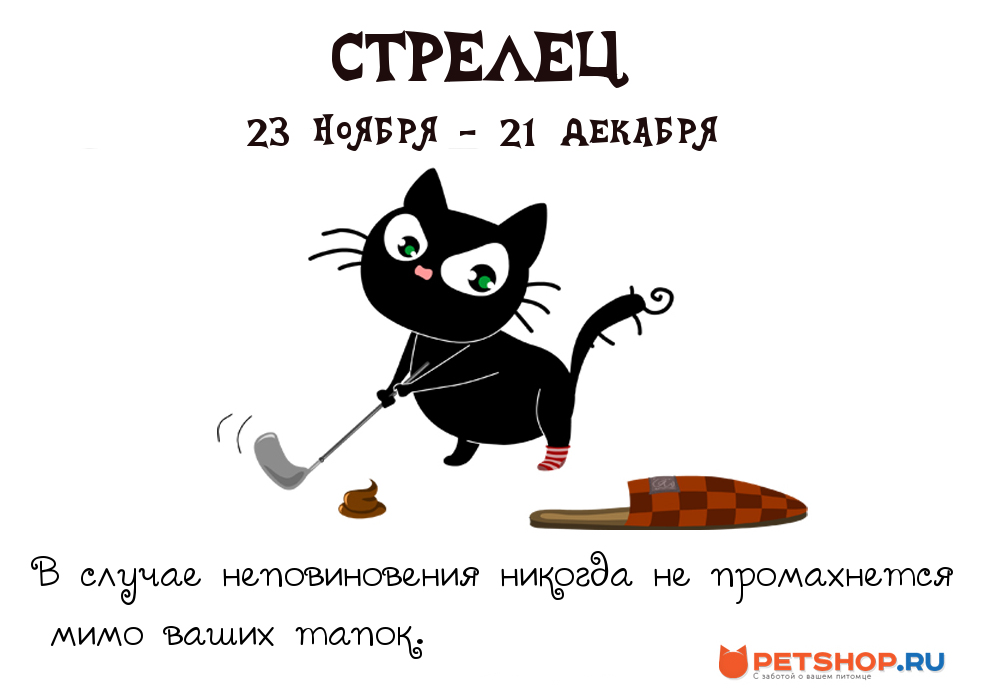 СТРЕЛЕЦ
23 НОЯБРЯ - 21 ДЕКАБРЯ
В случае неповиновения никогда не промахнется
мимо ваших тапок.
PETSHOP.RU
С заботой о вашем питомце